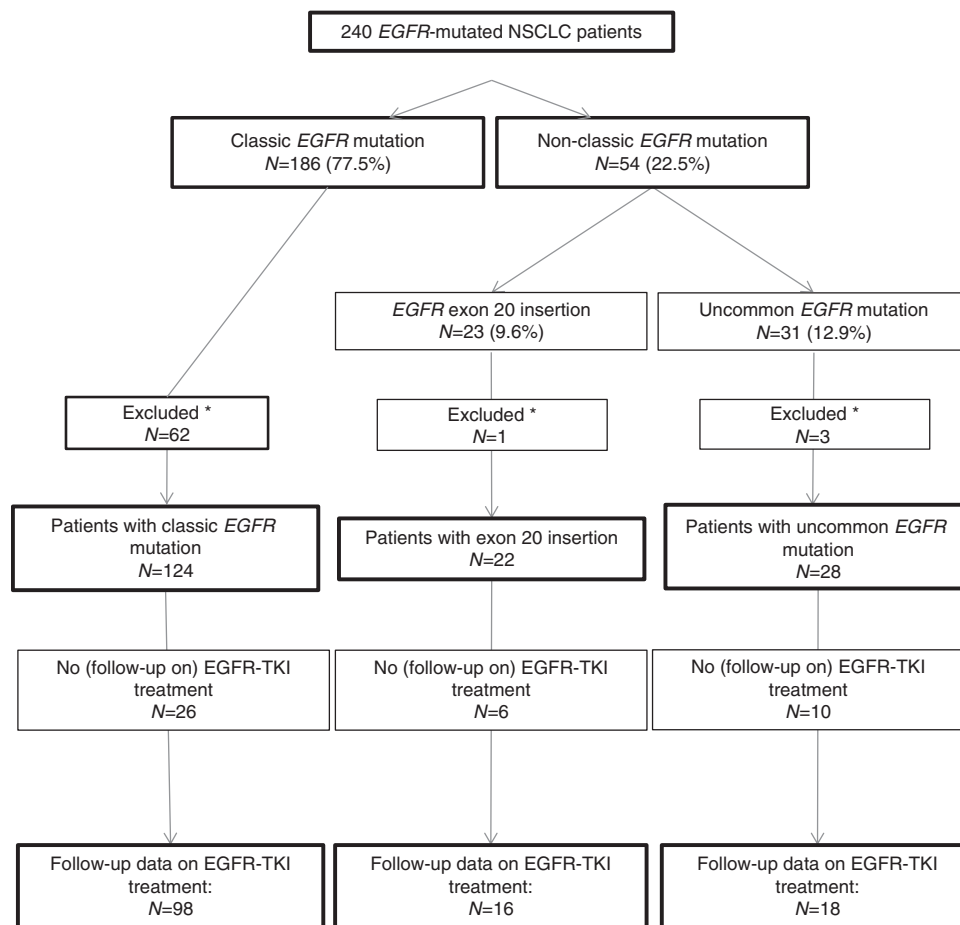 240 EGFR-mutated NSCLC patients
Classic EGFR mutation
N=186 (77.5%)
Non-classic EGFR mutation
N=54 (22.5%)
EGFR exon 20 insertion
N=23 (9.6%)
Uncommon EGFR mutation
N=31 (12.9%)
Excluded *
N=62
Excluded *
N=1
Excluded *
N=3
Patients with classic EGFR
mutation
N=124
Patients with exon 20 insertion
N=22
Patients with uncommon EGFR
mutation
N=28
No (follow-up on) EGFR-TKI
treatment
N=26
No (follow-up on) EGFR-TKI
treatment
N=6
No (follow-up on) EGFR-TKI
treatment
N=10
Follow-up data on EGFR-TKI
treatment:
N=98
Follow-up data on EGFR-TKI
treatment:
N=16
Follow-up data on EGFR-TKI
treatment:
N=18